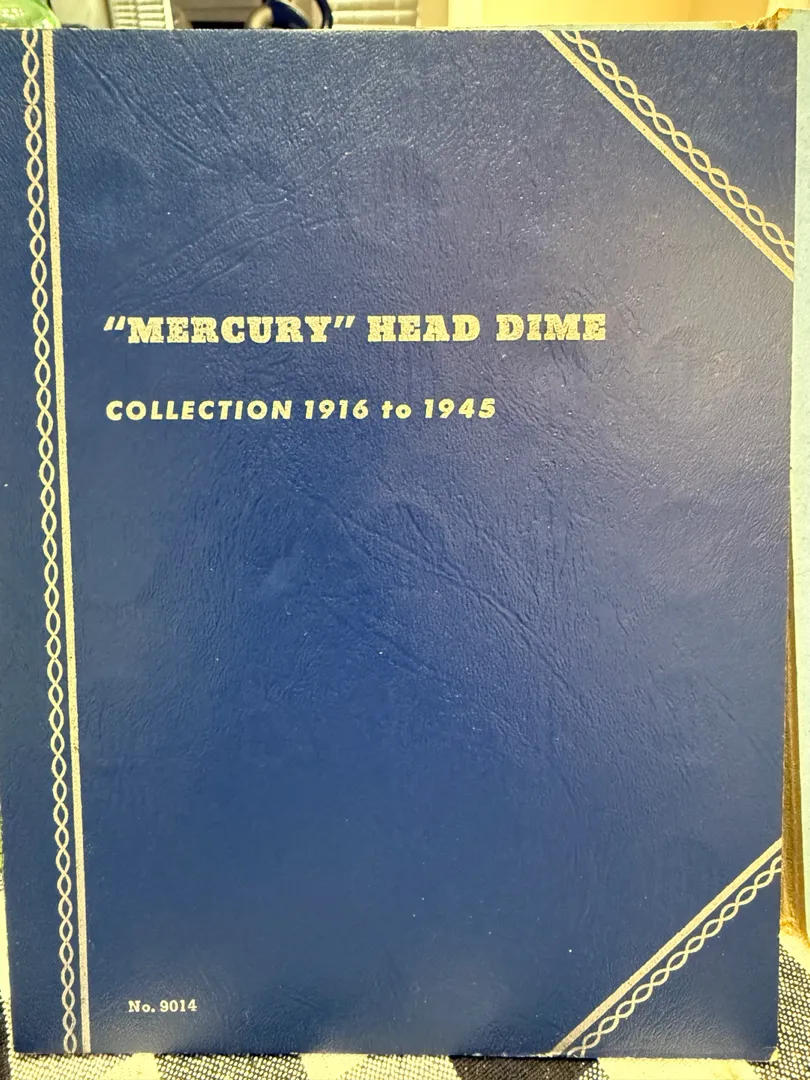 “MERCURY” HEAD DIME
COLLECTION 1916 to 1945
No. 9014